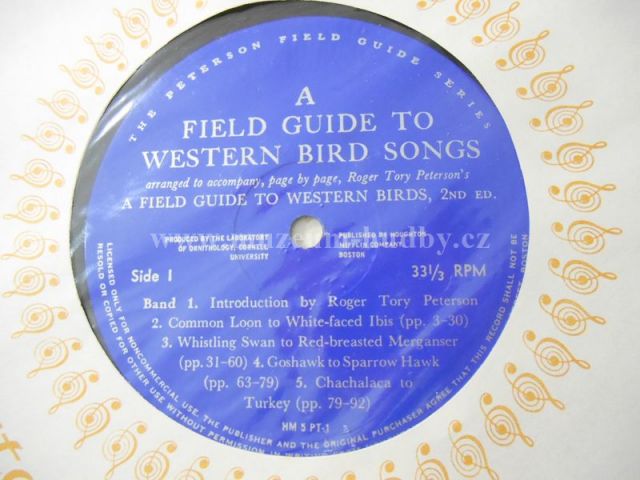 THE PETERSON FIELD GUIDE SERIES
A
FIELD GUIDE TO
WESTERN BIRD SONGS
arranged to accompany, page by page, Roger Tory Peterson's
A FIELD GUIDE TO WESTERN BIRDS, 2ND ED.
PRODUCED BY THE LABORATORY
OF ORNITHOLOGY, CORNELL
UNIVERSITY
PUBLISHED BY HOUGHTON
MIFFLIN COMPANY
BOSTON
Side 1
33 1/3 RPM
Band 1. Introduction by Roger Tory Peterson
2. Common Loon to White-faced Ibis (pp. 3-30)
3. Whistling Swan to Red-breasted Merganser
(pp. 31-60) 4. Goshawk to Sparrow Hawk
(pp. 63-79) 5. Chachalaca to
Turkey (pp. 79-92)
HM 5 PT-1
LICENSED ONLY FOR NONCOMMERCIAL USE. THE PUBLISHER AND THE ORIGINAL PURCHASER AGREE THAT THIS RECORD SHALL NOT BE
RESOLD OR COPIED FOR OTHER USE WITHOUT PERMISSION IN WRITING BOSTON